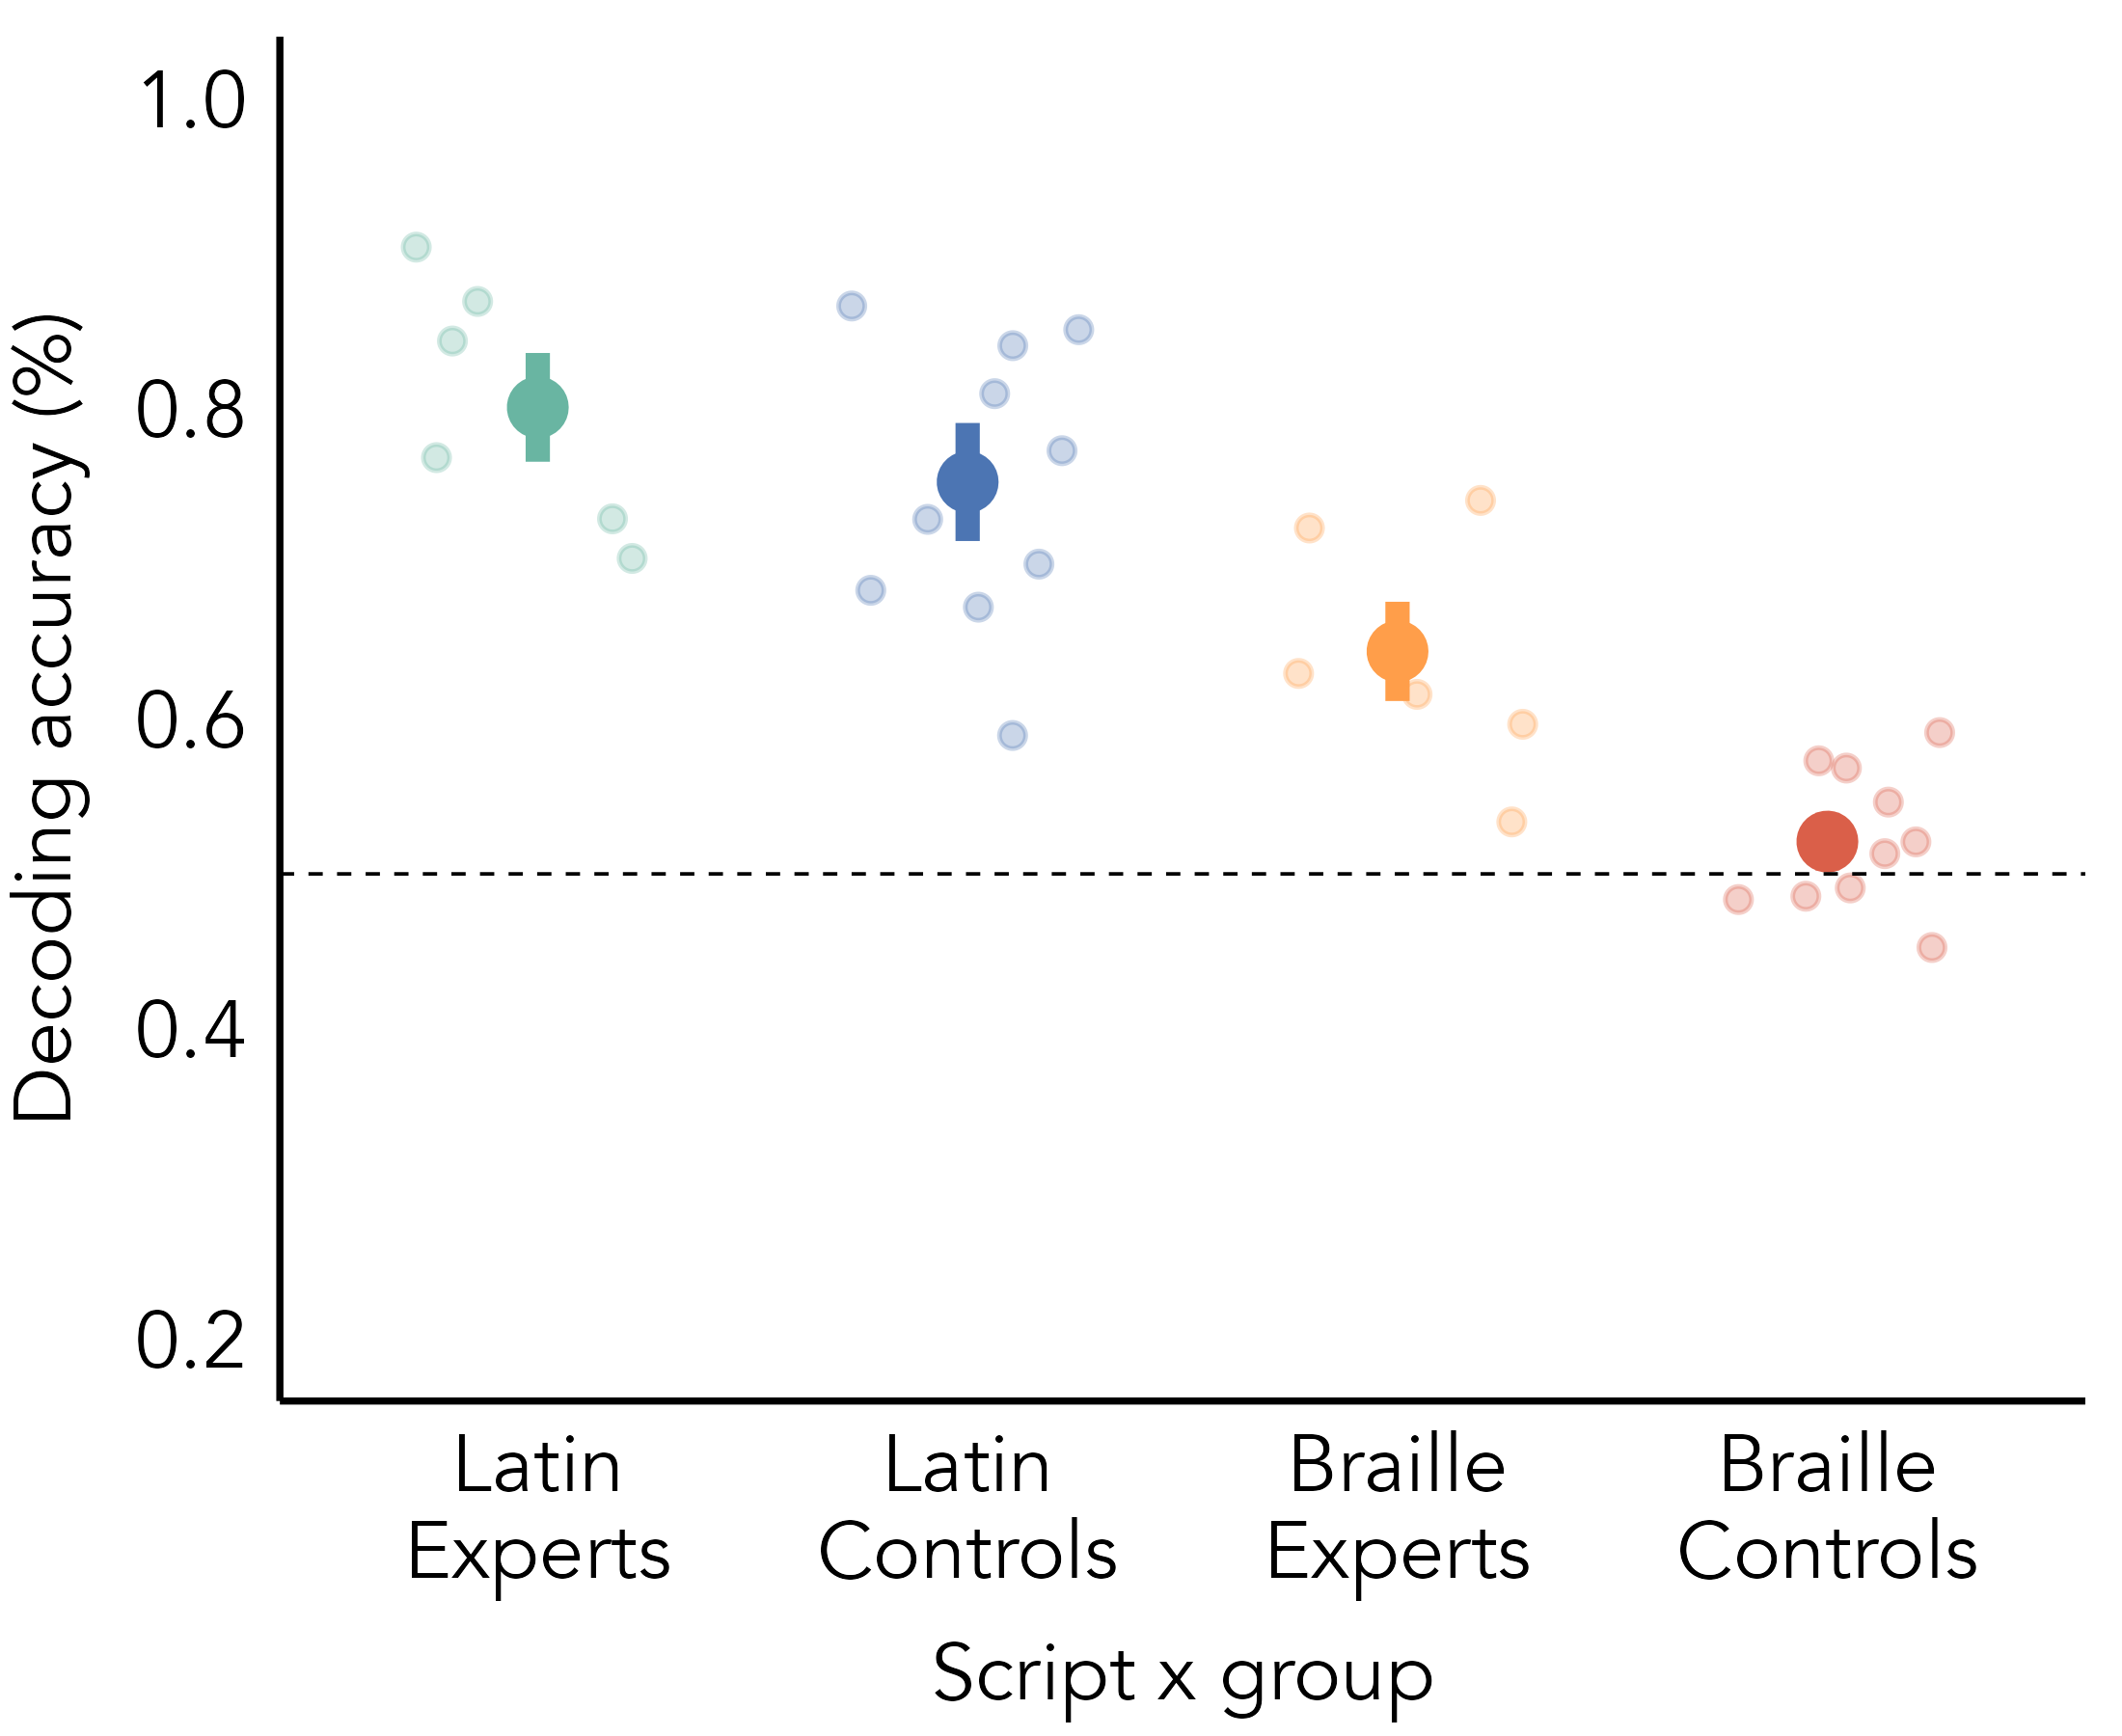 Decoding accuracy (%)
1.0
0.8
0.6
0.4
0.2
Latin
Experts
Latin
Controls
Braille
Experts
Braille
Controls
Script x group